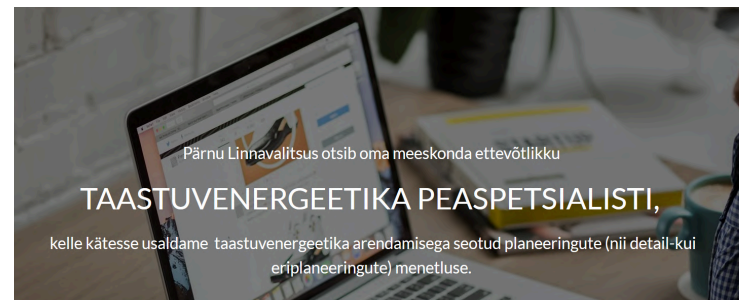 Pärnu Linnavalitsus otsib oma meeskonda ettevõtlikku
TAASTUVENERGEETIKA PEASPETSIALISTI,
kelle kätesse usaldame taastuvenergeetika arendamisega seotud planeeringute (nii detail-kui
eriplaneeringute) menetluse.
STARTUP